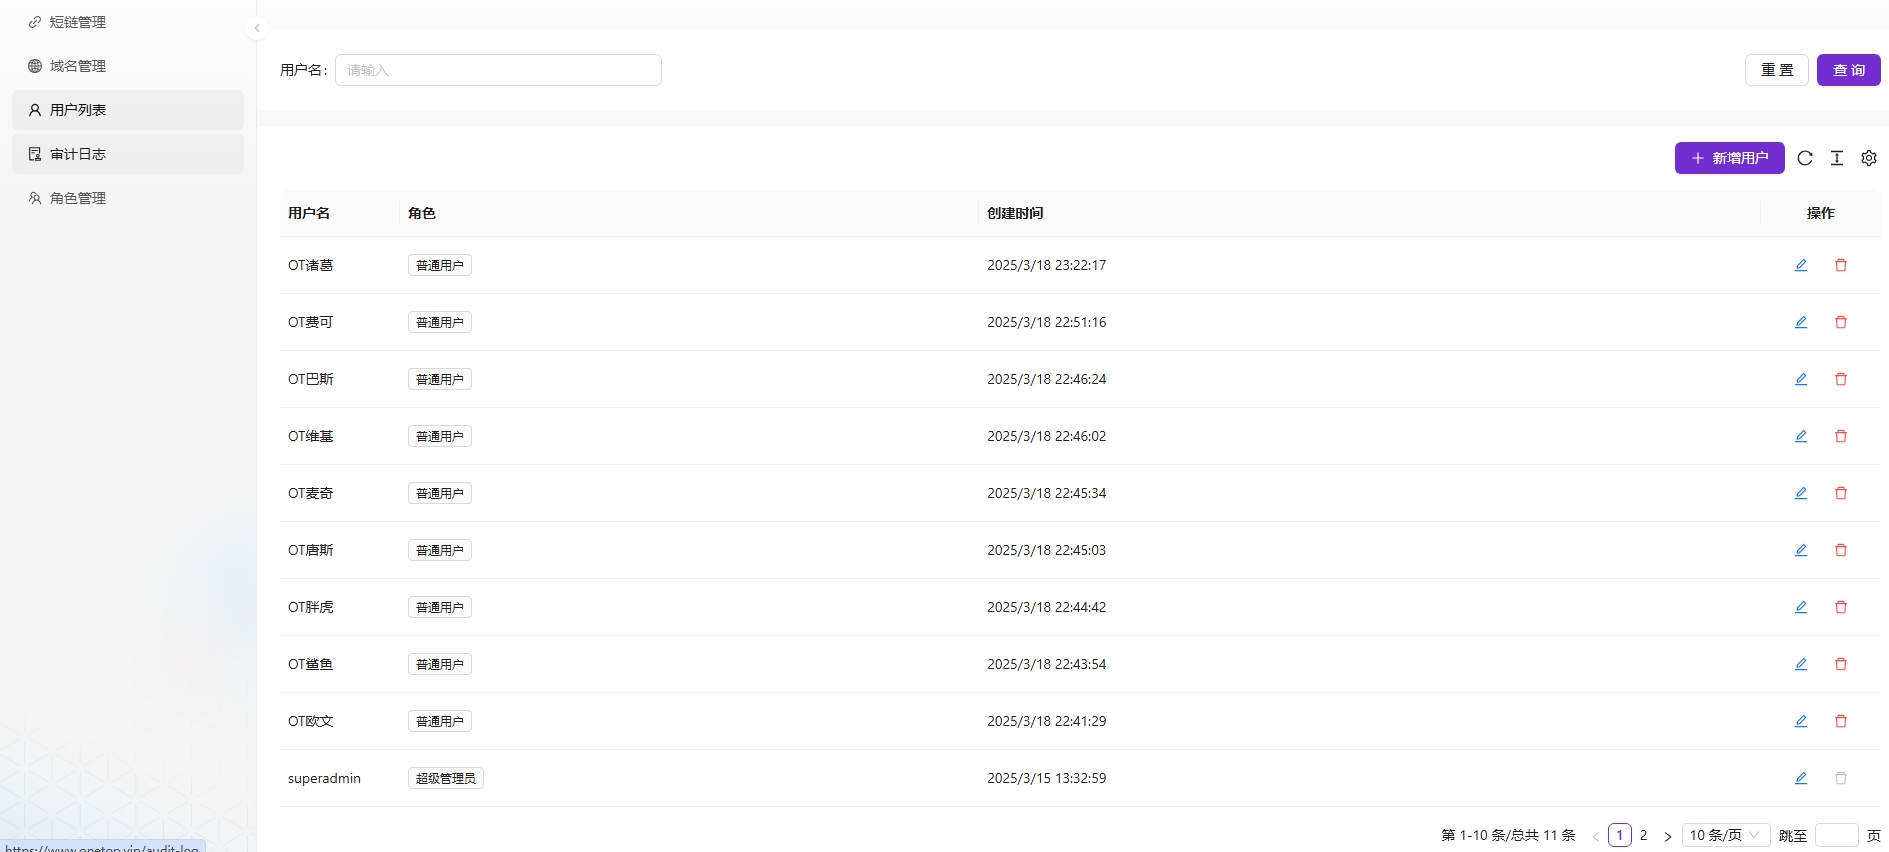 短链管理
域名管理
用户列表
审计日志
角色管理
用户名: 请输入 重 置 查 询
新增用户
用户名 角色 创建时间 操作
OT诸葛 普通用户 2025/3/18 23:22:17
OT费可 普通用户 2025/3/18 22:51:16
OT巴斯 普通用户 2025/3/18 22:46:24
OT维基 普通用户 2025/3/18 22:46:02
OT麦奇 普通用户 2025/3/18 22:45:34
OT唐斯 普通用户 2025/3/18 22:45:03
OT胖虎 普通用户 2025/3/18 22:44:42
OT鲨鱼 普通用户 2025/3/18 22:43:54
OT欧文 普通用户 2025/3/18 22:41:29
superadmin 超级管理员 2025/3/15 13:32:59
第 1-10 条/总共 11 条 < 1 2 > 10 条/页 跳至 页
https://www.onetop.vip/audit-log